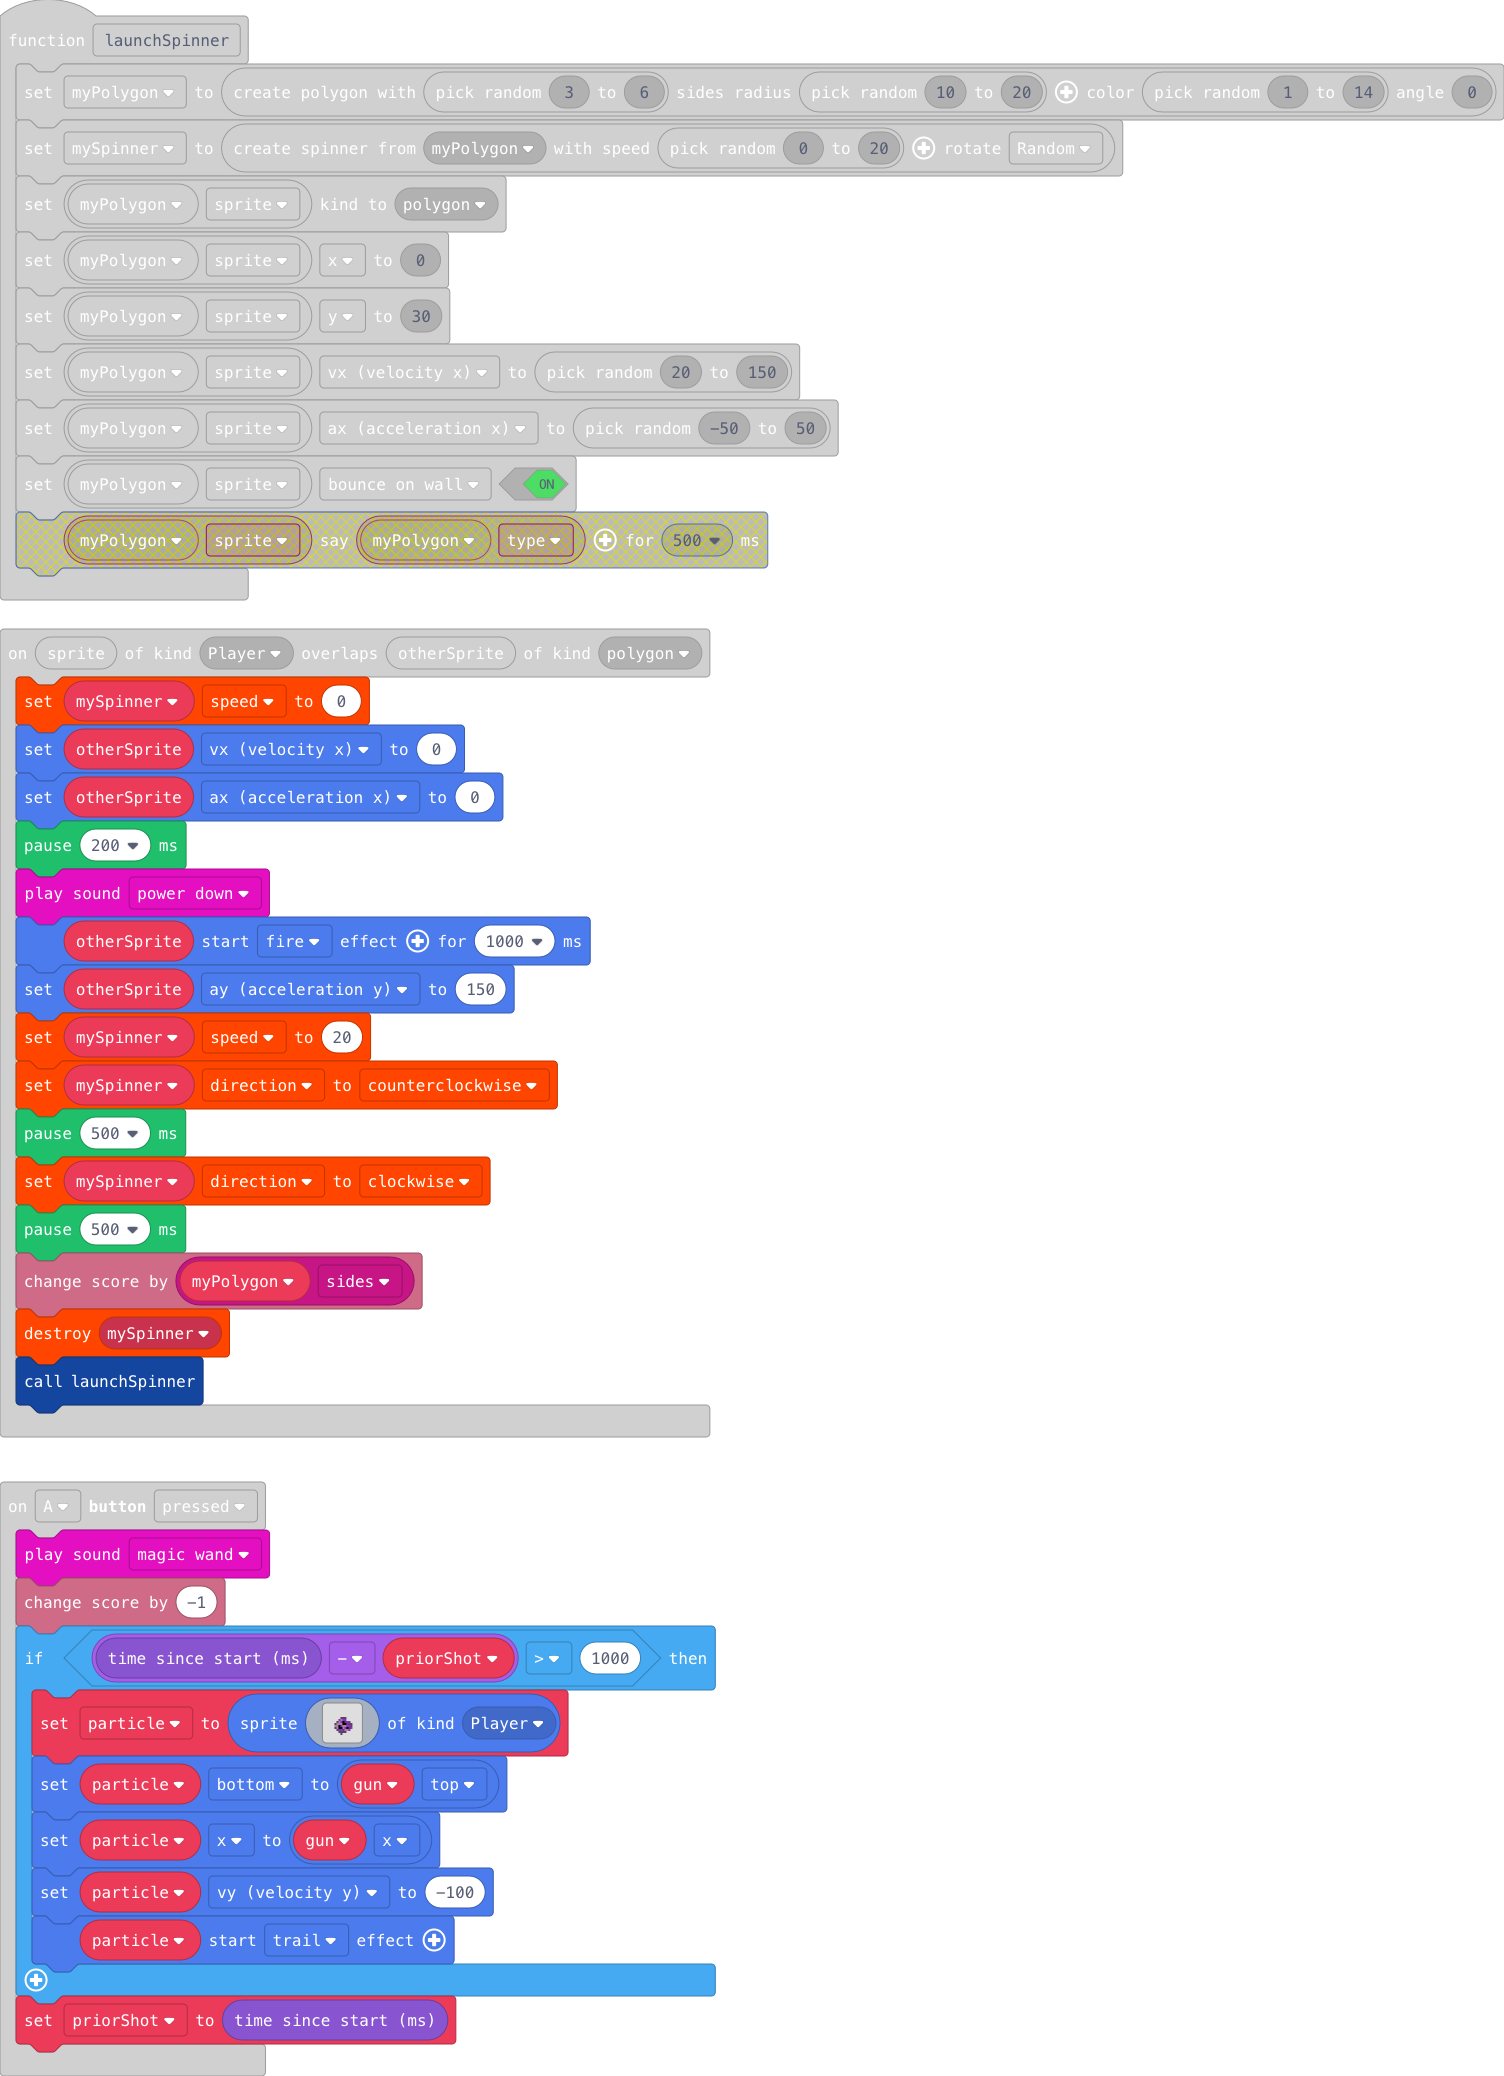 function launchSpinner
set myPolygon to create polygon with pick random 3 to 6 sides radius pick random 10 to 20 color pick random 1 to 14 angle 0
set mySpinner to create spinner from myPolygon with speed pick random 0 to 20 rotate Random
set myPolygon sprite kind to polygon
set myPolygon sprite x to 0
set myPolygon sprite y to 30
set myPolygon sprite vx (velocity x) to pick random 20 to 150
set myPolygon sprite ax (acceleration x) to pick random -50 to 50
set myPolygon sprite bounce on wall ON
myPolygon sprite say myPolygon type for 500 ms
on sprite of kind Player overlaps otherSprite of kind polygon
set mySpinner speed to 0
set otherSprite vx (velocity x) to 0
set otherSprite ax (acceleration x) to 0
pause 200 ms
play sound power down
otherSprite start fire effect for 1000 ms
set otherSprite ay (acceleration y) to 150
set mySpinner speed to 20
set mySpinner direction to counterclockwise
pause 500 ms
set mySpinner direction to clockwise
pause 500 ms
change score by myPolygon sides
destroy mySpinner
call launchSpinner
on A button pressed
play sound magic wand
change score by -1
if time since start (ms) - priorShot > 1000 then
set particle to sprite of kind Player
set particle bottom to gun top
set particle x to gun x
set particle vy (velocity y) to -100
particle start trail effect
set priorShot to time since start (ms)